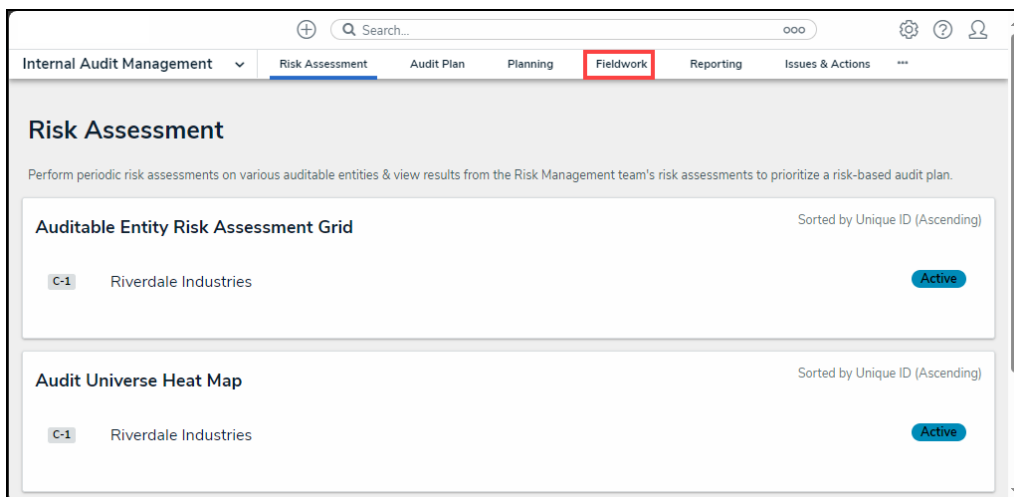 Search...
Internal Audit Management Risk Assessment Audit Plan Planning Fieldwork Reporting Issues & Actions
Risk Assessment
Perform periodic risk assessments on various auditable entities & view results from the Risk Management team's risk assessments to prioritize a risk-based audit plan.
Auditable Entity Risk Assessment Grid Sorted by Unique ID (Ascending)
C-1 Riverdale Industries Active
Audit Universe Heat Map Sorted by Unique ID (Ascending)
C-1 Riverdale Industries Active